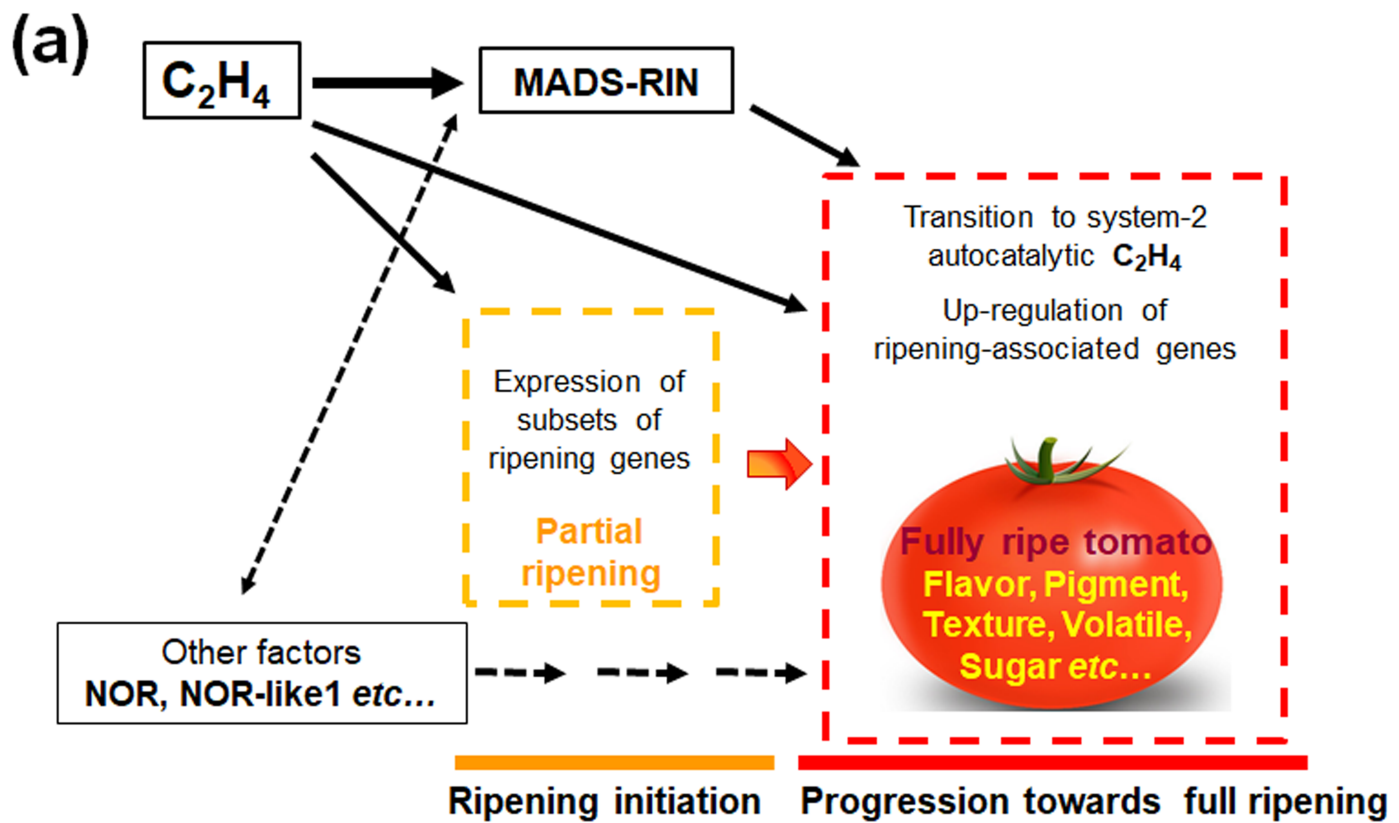 (a)
C₂H₄
MADS-RIN
Transition to system-2
autocatalytic C₂H₄
Up-regulation of
ripening-associated genes
Expression of
subsets of
ripening genes
Partial
ripening
Fully ripe tomato
Flavor, Pigment,
Texture, Volatile,
Sugar etc…
Other factors
NOR, NOR-like1 etc…
Ripening initiation
Progression towards full ripening